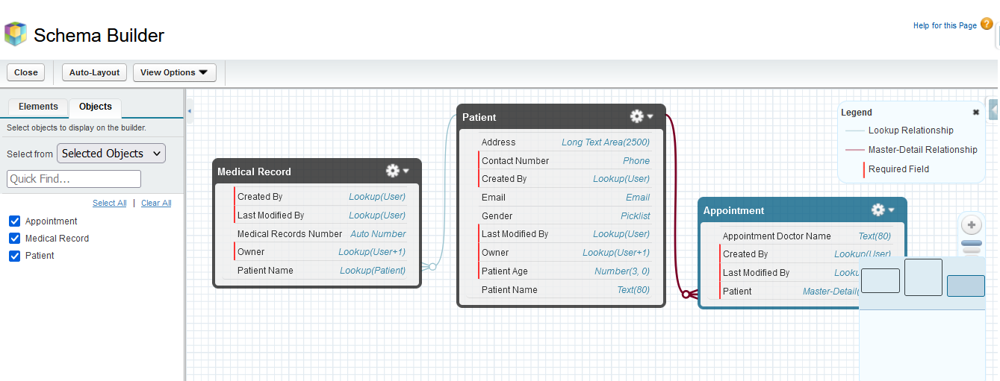 Schema Builder
Help for this Page
Close
Auto-Layout
View Options
Elements
Objects
Select objects to display on the builder.
Select from
Selected Objects
Quick Find...
Select All | Clear All
Appointment
Medical Record
Patient
Medical Record
Created By Lookup(User)
Last Modified By Lookup(User)
Medical Records Number Auto Number
Owner Lookup(User+1)
Patient Name Lookup(Patient)
Patient
Address Long Text Area(2500)
Contact Number Phone
Created By Lookup(User)
Email Email
Gender Picklist
Last Modified By Lookup(User)
Owner Lookup(User+1)
Patient Age Number(3, 0)
Patient Name Text(80)
Appointment
Appointment Doctor Name Text(80)
Created By Lookup(User)
Last Modified By
Patient Master-Detail(
Legend
Lookup Relationship
Master-Detail Relationship
Required Field